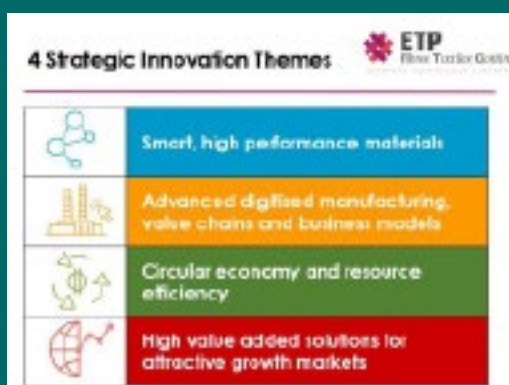 4 Strategic Innovation Themes
ETP
Smart, high performance materials
Advanced digitised manufacturing,
value chains and business models
Circular economy and resource
efficiency
High value added solutions for
attractive growth markets